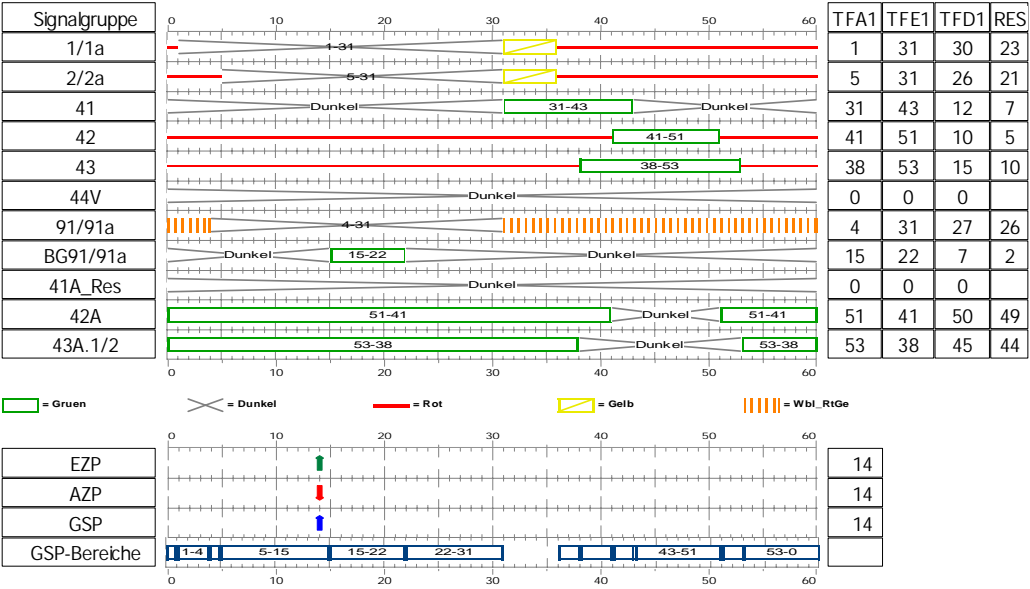 Signalgruppe 0 10 20 30 40 50 60 TFA1 TFE1 TFD1 RES
1/1a 1-31 1 31 30 23
2/2a 5-31 5 31 26 21
41 Dunkel 31-43 Dunkel 31 43 12 7
42 41-51 41 51 10 5
43 38-53 38 53 15 10
44V Dunkel 0 0 0
91/91a 4-31 4 31 27 26
BG91/91a Dunkel 15-22 Dunkel 15 22 7 2
41A_Res Dunkel 0 0 0
42A 51-41 Dunkel 51-41 51 41 50 49
43A.1/2 53-38 Dunkel 53-38 53 38 45 44
0 10 20 30 40 50 60
= Gruen = Dunkel = Rot = Gelb = Wbl_RtGe
0 10 20 30 40 50 60
EZP 14
AZP 14
GSP 14
GSP-Bereiche 1-4 5-15 15-22 22-31 43-51 53-0
0 10 20 30 40 50 60